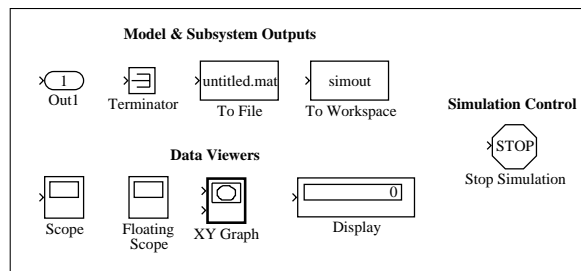 Model & Subsystem Outputs
1
Out1
Terminator
untitled.mat
To File
simout
To Workspace
Simulation Control
STOP
Stop Simulation
Data Viewers
Scope
Floating
Scope
XY Graph
0
Display